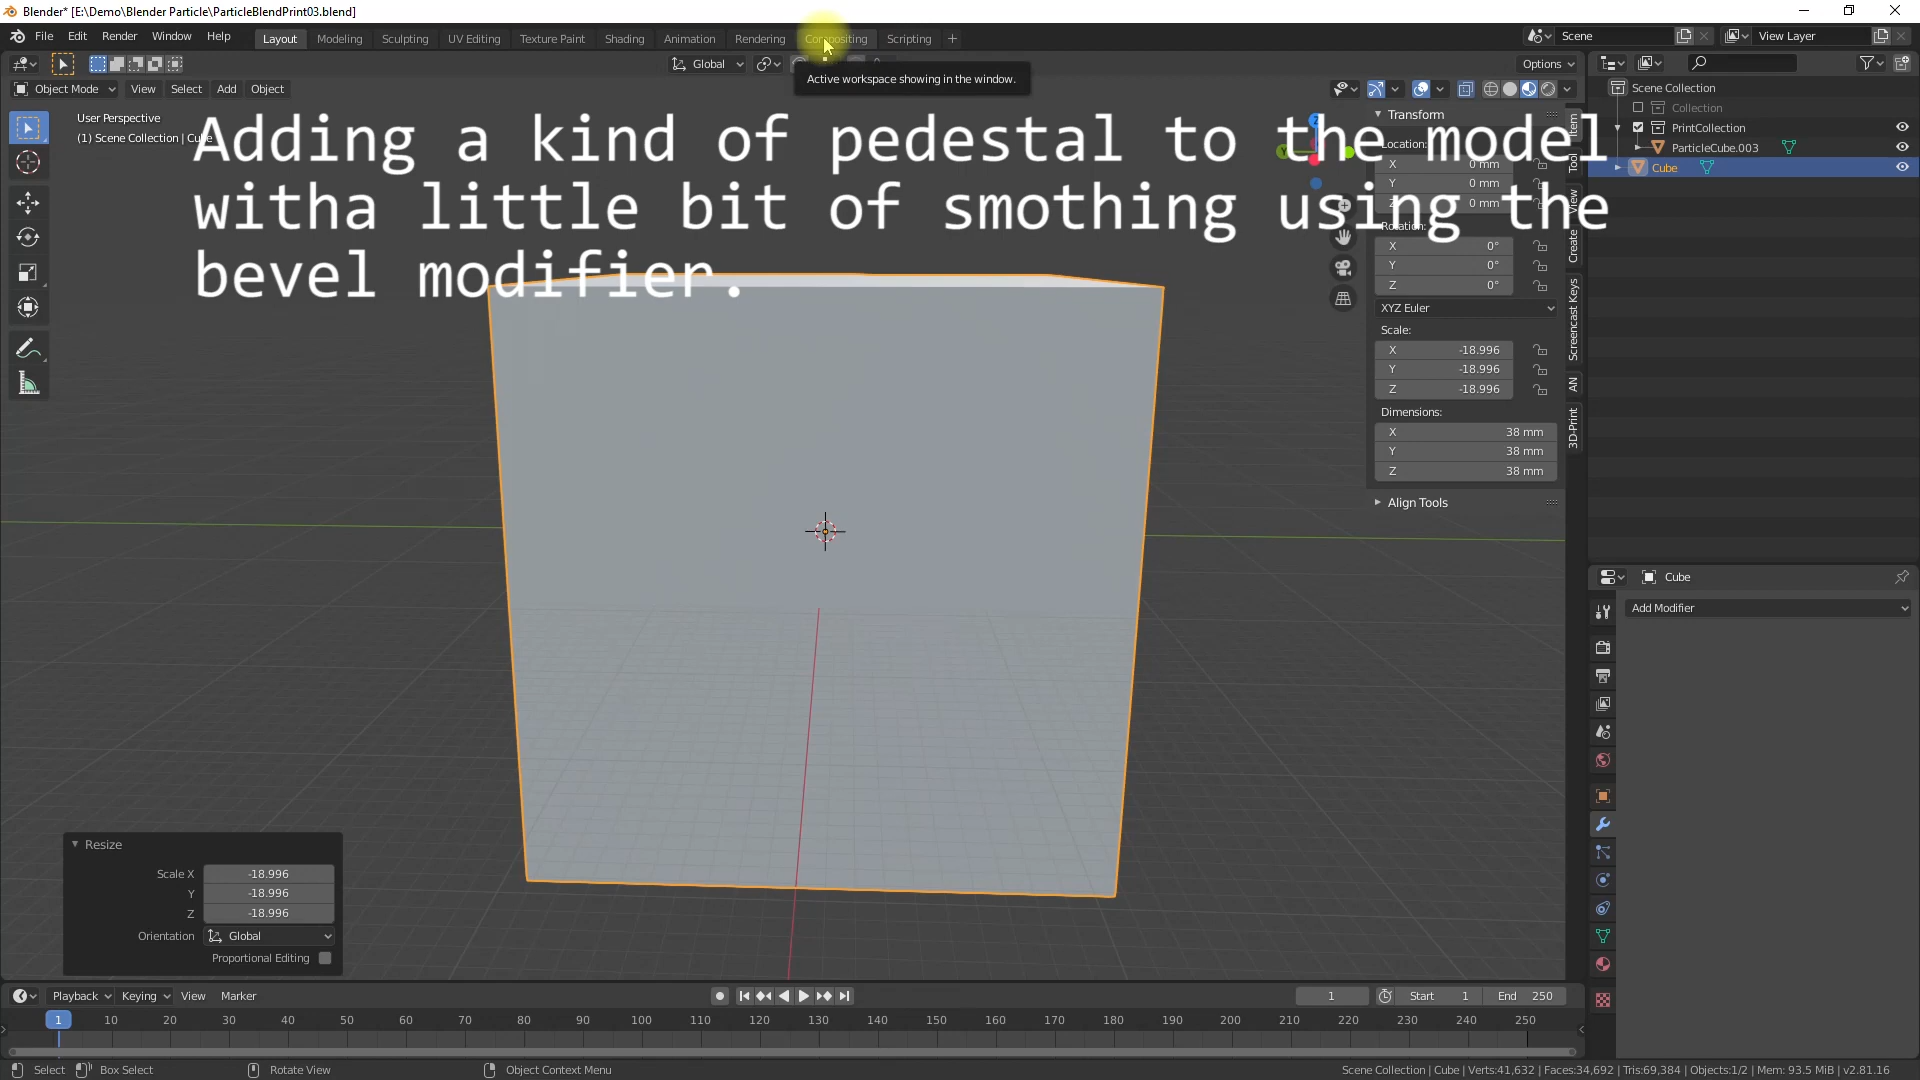 Blender* [E:\Demo\Blender Particle\ParticleBlendPrint03.blend]
File Edit Render Window Help Layout Modeling Sculpting UV Editing Texture Paint Shading Animation Rendering Compositing Scripting + Scene View Layer
Global Options
Active workspace showing in the window.
Object Mode View Select Add Object
User Perspective
(1) Scene Collection | Cube
Adding a kind of pedestal to the model
witha little bit of smothing using the
bevel modifier.
Transform
Location:
X 0 mm
Y 0 mm
Z 0 mm
Rotation:
X 0°
Y 0°
Z 0°
XYZ Euler
Scale:
X -18.996
Y -18.996
Z -18.996
Dimensions:
X 38 mm
Y 38 mm
Z 38 mm
Align Tools
Item
Tool
View
Create
Screencast Keys
AN
3D-Print
Scene Collection
Collection
PrintCollection
ParticleCube.003
Cube
Cube
Add Modifier
Resize
Scale X -18.996
Y -18.996
Z -18.996
Orientation Global
Proportional Editing
Playback Keying View Marker 1 Start 1 End 250
1 10 20 30 40 50 60 70 80 90 100 110 120 130 140 150 160 170 180 190 200 210 220 230 240 250
Select Box Select Rotate View Object Context Menu Scene Collection | Cube | Verts:41,632 | Faces:34,692 | Tris:69,384 | Objects:1/2 | Mem: 93.5 MiB | v2.81.16